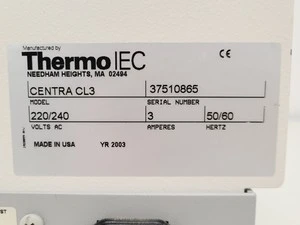 Manufactured by
Thermo IEC
NEEDHAM HEIGHTS, MA 02494
CE
CENTRA CL3 37510865
MODEL SERIAL NUMBER
220/240 3 50/60
VOLTS AC AMPERES HERTZ
MADE IN USA YR 2003